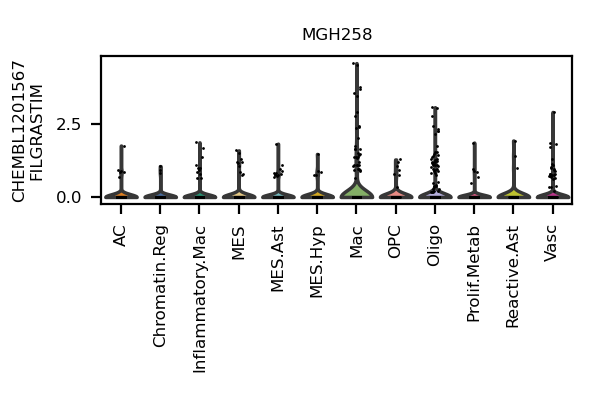 MGH258
CHEMBL1201567
FILGRASTIM
2.5
0.0
AC
Chromatin.Reg
Inflammatory.Mac
MES
MES.Ast
MES.Hyp
Mac
OPC
Oligo
Prolif.Metab
Reactive.Ast
Vasc